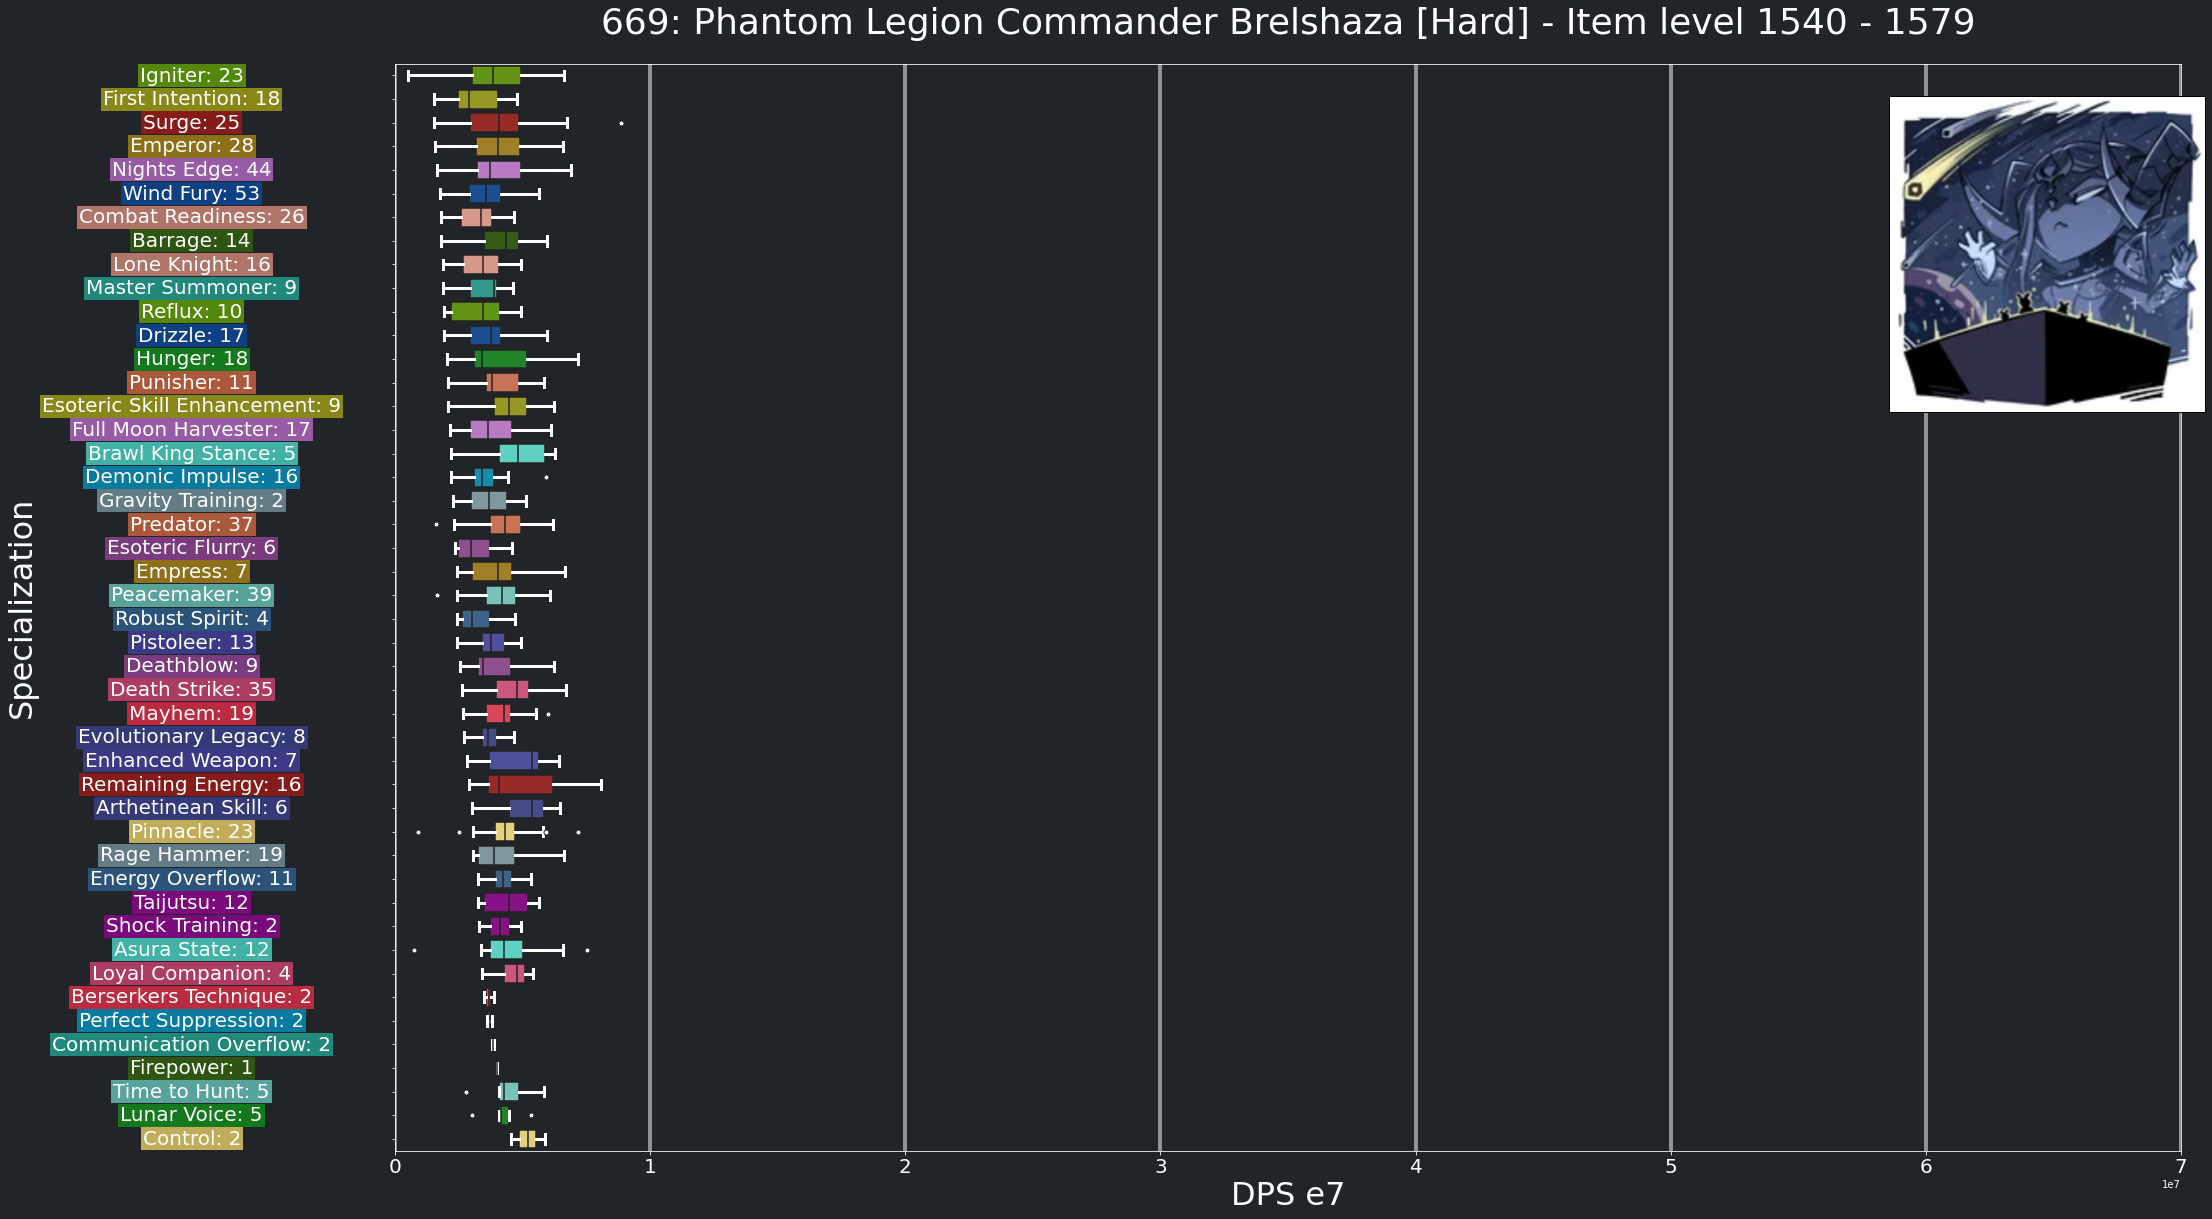 669: Phantom Legion Commander Brelshaza [Hard] - Item level 1540 - 1579
Specialization
Igniter: 23
First Intention: 18
Surge: 25
Emperor: 28
Nights Edge: 44
Wind Fury: 53
Combat Readiness: 26
Barrage: 14
Lone Knight: 16
Master Summoner: 9
Reflux: 10
Drizzle: 17
Hunger: 18
Punisher: 11
Esoteric Skill Enhancement: 9
Full Moon Harvester: 17
Brawl King Stance: 5
Demonic Impulse: 16
Gravity Training: 2
Predator: 37
Esoteric Flurry: 6
Empress: 7
Peacemaker: 39
Robust Spirit: 4
Pistoleer: 13
Deathblow: 9
Death Strike: 35
Mayhem: 19
Evolutionary Legacy: 8
Enhanced Weapon: 7
Remaining Energy: 16
Arthetinean Skill: 6
Pinnacle: 23
Rage Hammer: 19
Energy Overflow: 11
Taijutsu: 12
Shock Training: 2
Asura State: 12
Loyal Companion: 4
Berserkers Technique: 2
Perfect Suppression: 2
Communication Overflow: 2
Firepower: 1
Time to Hunt: 5
Lunar Voice: 5
Control: 2
0 1 2 3 4 5 6 7
1e7
DPS e7